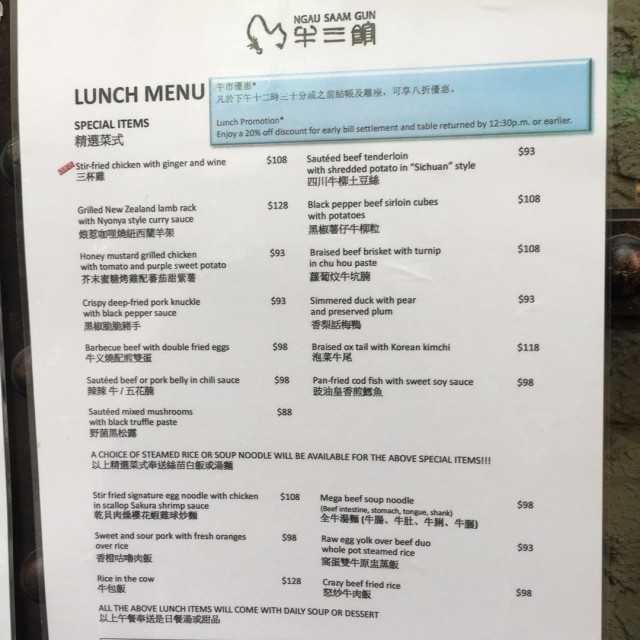 NGAU SAAM GUN
牛三館
LUNCH MENU
午市優惠*
凡於下午十二時三十分或之前結帳及離座，可享八折優惠。
Lunch Promotion*
Enjoy a 20% off discount for early bill settlement and table returned by 12:30p.m. or earlier.
SPECIAL ITEMS
精選菜式
Stir-fried chicken with ginger and wine $108
三杯雞
Grilled New Zealand lamb rack $128
with Nyonya style curry sauce
娘惹咖喱燒紐西蘭羊架
Honey mustard grilled chicken $93
with tomato and purple sweet potato
芥末蜜糖烤雞配蕃茄甜紫薯
Crispy deep-fried pork knuckle $93
with black pepper sauce
黑椒脆脆豬手
Barbecue beef with double fried eggs $98
牛义燒配煎雙蛋
Sautéed beef or pork belly in chili sauce $98
辣辣 牛 / 五花腩
Sautéed mixed mushrooms $88
with black truffle paste
野菌黑松露
Sautéed beef tenderloin $93
with shredded potato in "Sichuan" style
四川牛柳土豆絲
Black pepper beef sirloin cubes $108
with potatoes
黑椒薯仔牛柳粒
Braised beef brisket with turnip $108
in chu hou paste
蘿蔔炆牛坑腩
Simmered duck with pear $93
and preserved plum
香梨話梅鴨
Braised ox tail with Korean kimchi $118
泡菜牛尾
Pan-fried cod fish with sweet soy sauce $98
豉油皇香煎鱈魚
A CHOICE OF STEAMED RICE OR SOUP NOODLE WILL BE AVAILABLE FOR THE ABOVE SPECIAL ITEMS!!!
以上精選菜式奉送絲苗白飯或湯麵
Stir fried signature egg noodle with chicken $108
in scallop Sakura shrimp sauce
乾貝肉燥櫻花蝦雞球炒麵
Sweet and sour pork with fresh oranges $98
over rice
香橙咕嚕肉飯
Rice in the cow $128
牛包飯
Mega beef soup noodle $98
(Beef intestine, stomach, tongue, shank)
全牛湯麵 (牛腸、牛肚、牛脷、牛𦟌)
Raw egg yolk over beef duo $93
whole pot steamed rice
窩蛋雙牛原盅蒸飯
Crazy beef fried rice $98
怒炒牛肉飯
ALL THE ABOVE LUNCH ITEMS WILL COME WITH DAILY SOUP OR DESSERT
以上午餐奉送是日餐湯或甜品